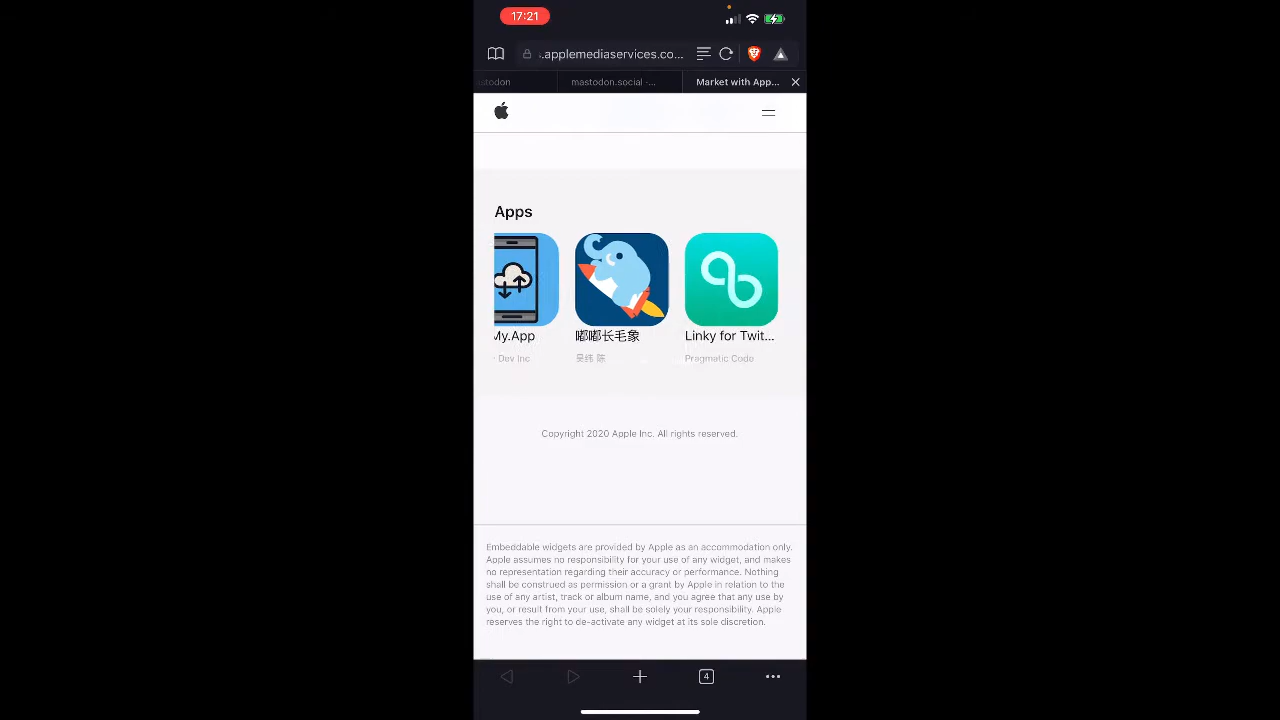 17:21
.applemediaservices.co...
mastodon.social -...
Market with App...
Apps
My.App
嘟嘟长毛象
Linky for Twit...
Dev Inc
吴纬 陈
Pragmatic Code
Copyright 2020 Apple Inc. All rights reserved.
Embeddable widgets are provided by Apple as an accommodation only.
Apple assumes no responsibility for your use of any widget, and makes
no representation regarding their accuracy or performance. Nothing
shall be construed as permission or a grant by Apple in relation to the
use of any artist, track or album name, and you agree that any use by
you, or result from your use, shall be solely your responsibility. Apple
reserves the right to de-activate any widget at its sole discretion.
4